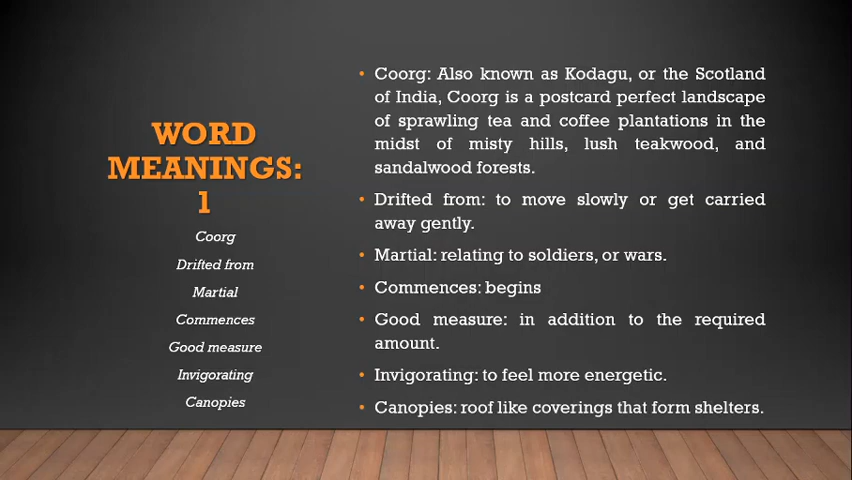 WORD
MEANINGS:
1
Coorg
Drifted from
Martial
Commences
Good measure
Invigorating
Canopies
• Coorg: Also known as Kodagu, or the Scotland
of India, Coorg is a postcard perfect landscape
of sprawling tea and coffee plantations in the
midst of misty hills, lush teakwood, and
sandalwood forests.
• Drifted from: to move slowly or get carried
away gently.
• Martial: relating to soldiers, or wars.
• Commences: begins
• Good measure: in addition to the required
amount.
• Invigorating: to feel more energetic.
• Canopies: roof like coverings that form shelters.